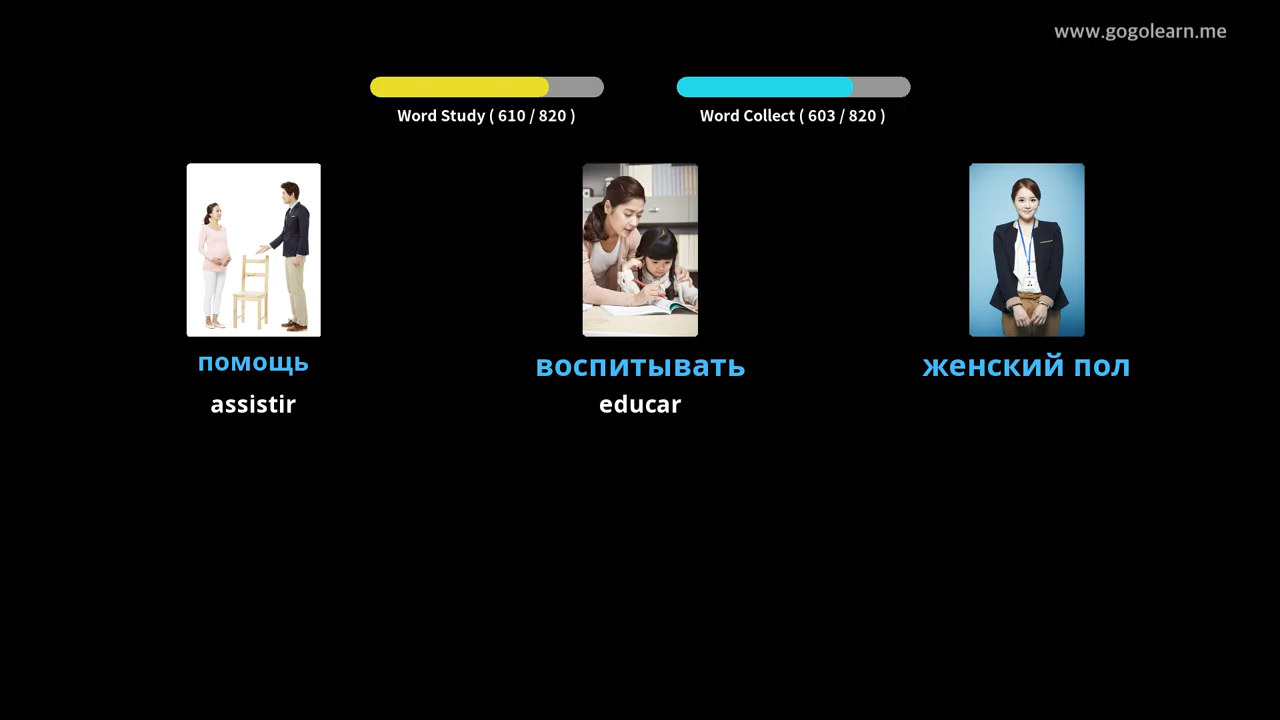 www.gogolearn.me
Word Study ( 610 / 820 )
Word Collect ( 603 / 820 )
помощь
воспитывать
женский пол
assistir
educar